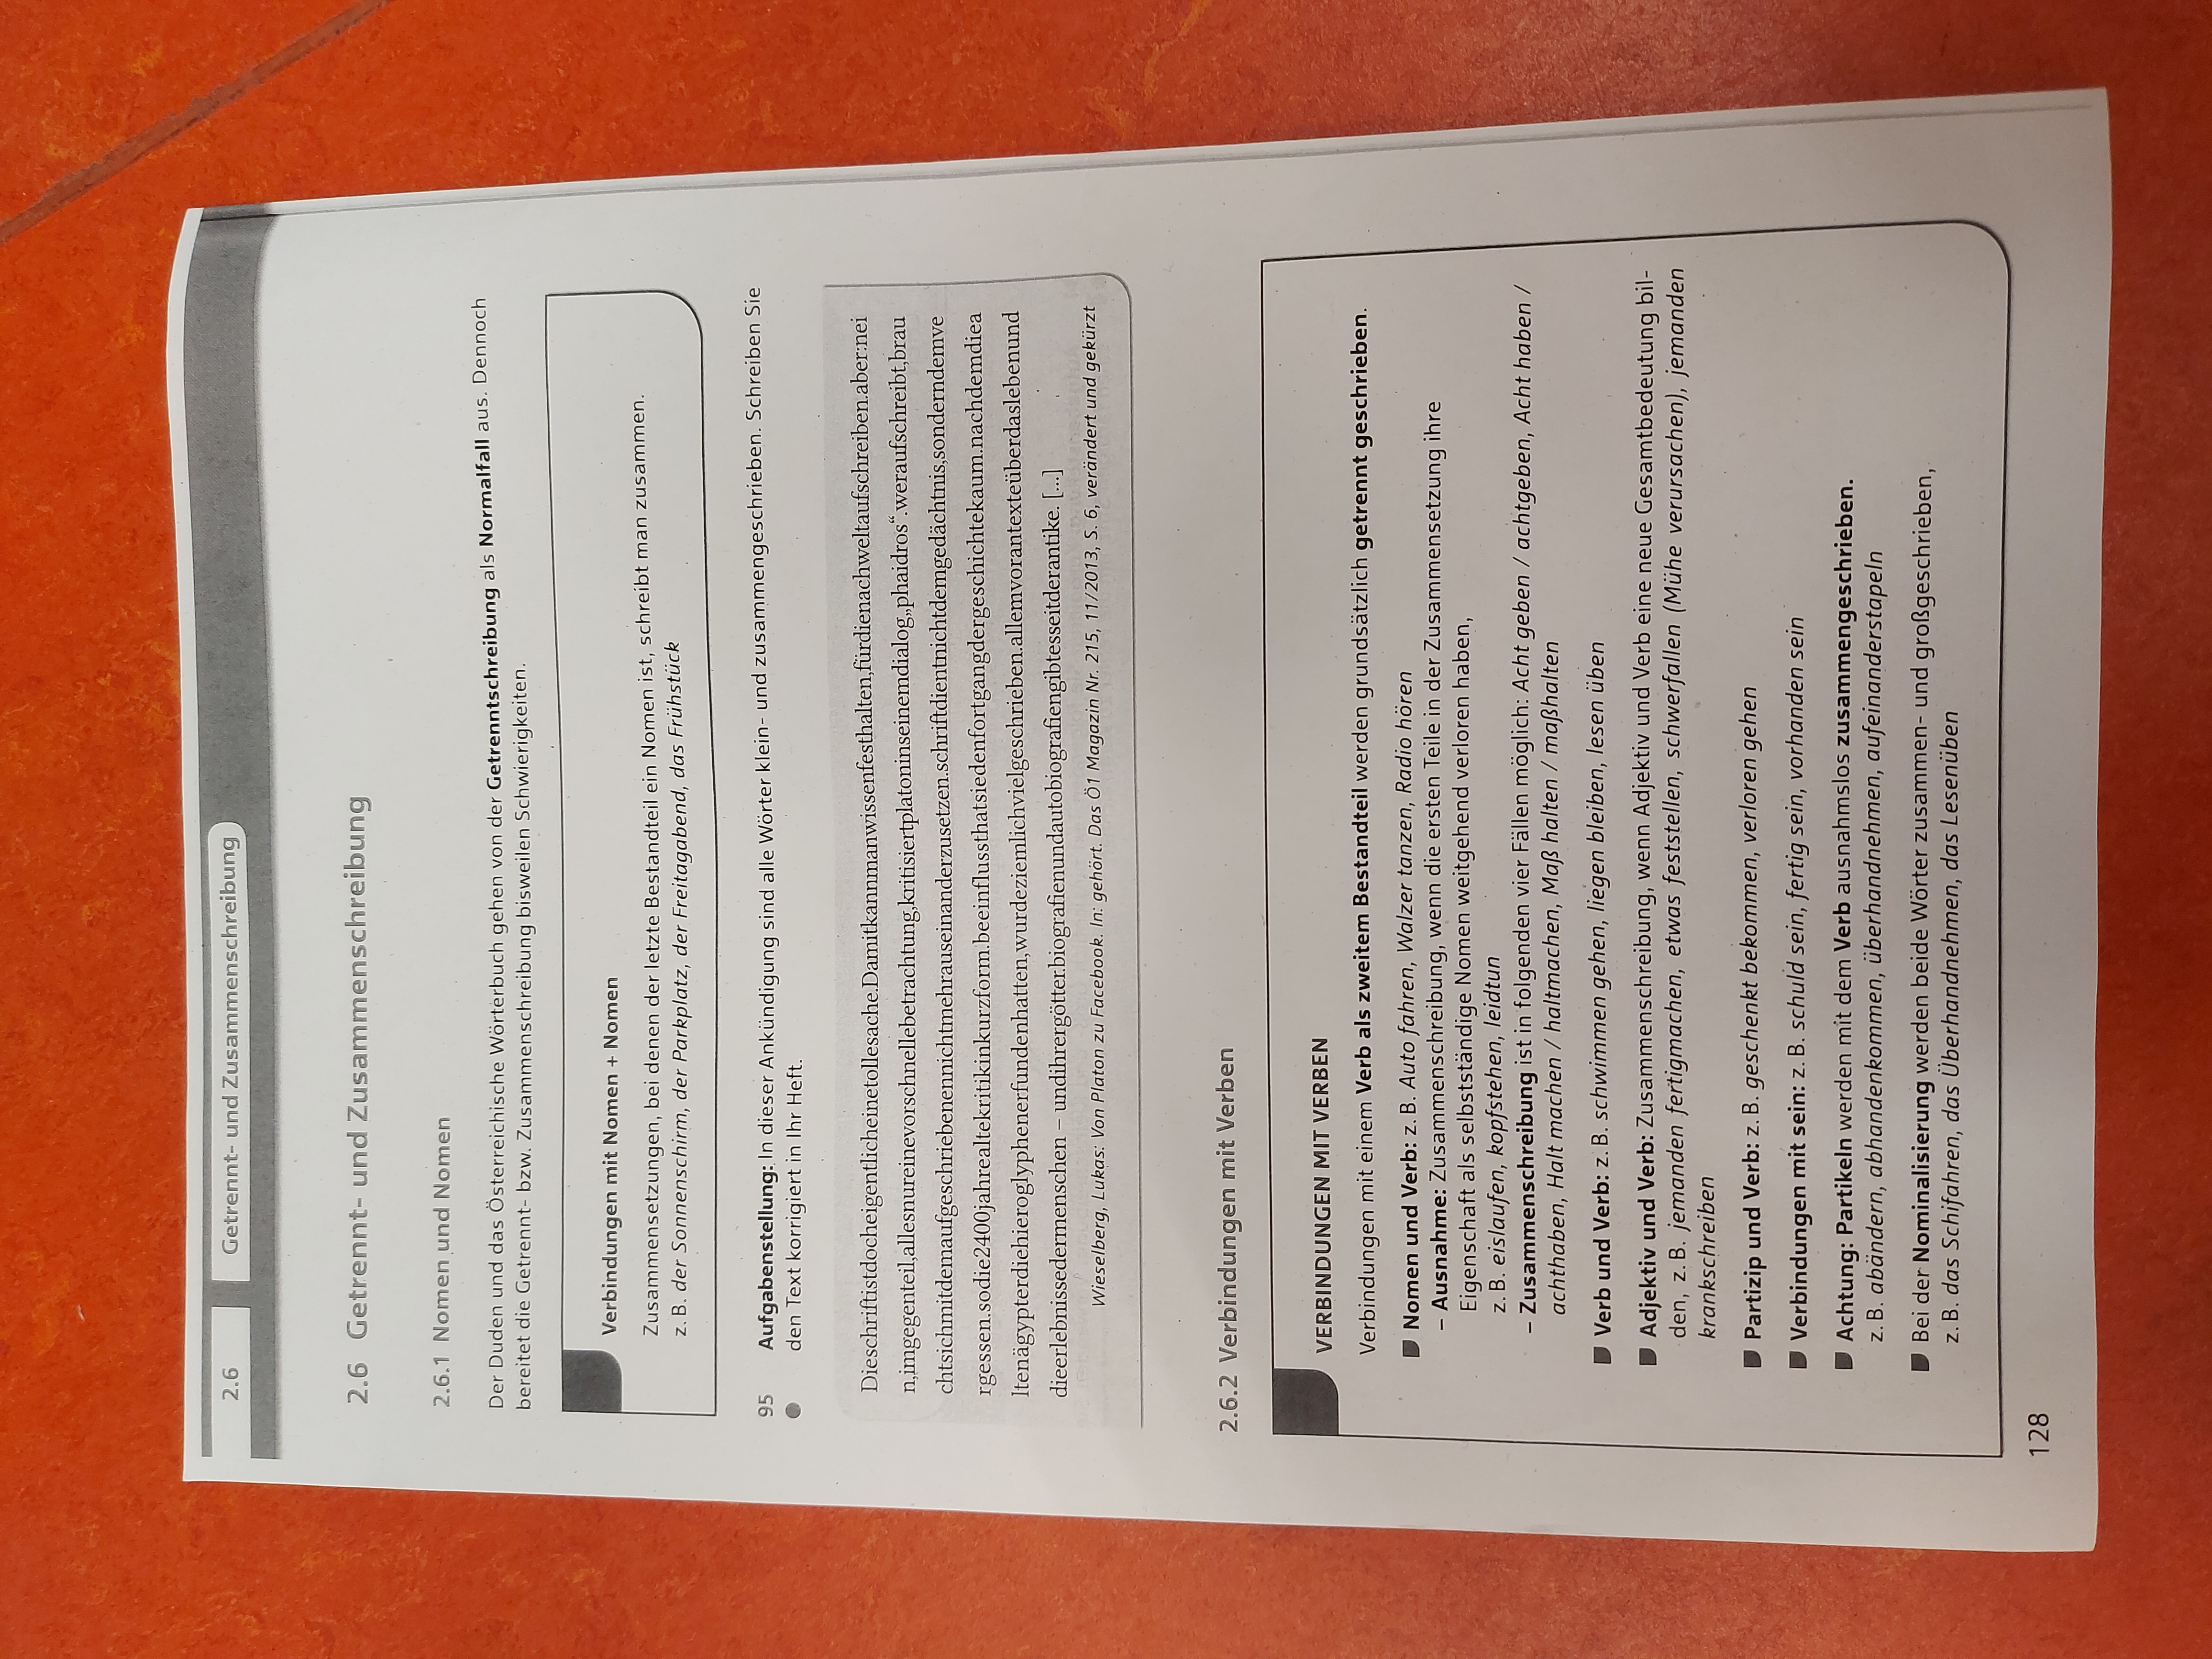 2.6 Getrennt- und Zusammenschreibung
2.6 Getrennt- und Zusammenschreibung
2.6.1 Nomen und Nomen
Der Duden und das Österreichische Wörterbuch gehen von der Getrenntschreibung als Normalfall aus. Dennoch
bereitet die Getrennt- bzw. Zusammenschreibung bisweilen Schwierigkeiten.
Verbindungen mit Nomen + Nomen
Zusammensetzungen, bei denen der letzte Bestandteil ein Nomen ist, schreibt man zusammen.
z. B. der Sonnenschirm, der Parkplatz, der Freitagabend, das Frühstück
95 Aufgabenstellung: In dieser Ankündigung sind alle Wörter klein- und zusammengeschrieben. Schreiben Sie
den Text korrigiert in Ihr Heft.
Dieschriftistdocheigentlicheinetollesache.Damitkannmanwissenfesthalten,fürdienachweltaufschreiben.aber:nei
n,imgegenteil,allesnureinevorschnellebetrachtung,kritisiertplatoninseinemdialog„phaidros“.weraufschreibt,brau
chtsichmitdemaufgeschriebenennichtmehrauseinanderzusetzen.schriftdientnichtdemgedächtnis,sonderndemve
rgessen.sodie2400jahrealtekritikinkurzform.beeinflussthatsiedenfortgangdergeschichtekaum.nachdemdiea
ltenägypterdiehieroglyphenerfundenhatten,wurdeziemlichvielgeschrieben.allemvorantexteüberdaslebenund
dieerlebnissedermenschen – undihrergötter.biografienundautobiografiengibtesseitderantike. [...]
Wieselberg, Lukas: Von Platon zu Facebook. In: gehört. Das Ö1 Magazin Nr. 215, 11/2013, S. 6, verändert und gekürzt
2.6.2 Verbindungen mit Verben
VERBINDUNGEN MIT VERBEN
Verbindungen mit einem Verb als zweitem Bestandteil werden grundsätzlich getrennt geschrieben.
Nomen und Verb: z. B. Auto fahren, Walzer tanzen, Radio hören
– Ausnahme: Zusammenschreibung, wenn die ersten Teile in der Zusammensetzung ihre
Eigenschaft als selbstständige Nomen weitgehend verloren haben,
z. B. eislaufen, kopfstehen, leidtun
– Zusammenschreibung ist in folgenden vier Fällen möglich: Acht geben / achtgeben, Acht haben /
achthaben, Halt machen / haltmachen, Maß halten / maßhalten
Verb und Verb: z. B. schwimmen gehen, liegen bleiben, lesen üben
Adjektiv und Verb: Zusammenschreibung, wenn Adjektiv und Verb eine neue Gesamtbedeutung bil-
den, z. B. jemanden fertigmachen, etwas feststellen, schwerfallen (Mühe verursachen), jemanden
krankschreiben
Partizip und Verb: z. B. geschenkt bekommen, verloren gehen
Verbindungen mit sein: z. B. schuld sein, fertig sein, vorhanden sein
Achtung: Partikeln werden mit dem Verb ausnahmslos zusammengeschrieben.
z. B. abändern, abhandenkommen, überhandnehmen, aufeinanderstapeln
Bei der Nominalisierung werden beide Wörter zusammen- und großgeschrieben,
z. B. das Schifahren, das Überhandnehmen, das Lesenüben
128